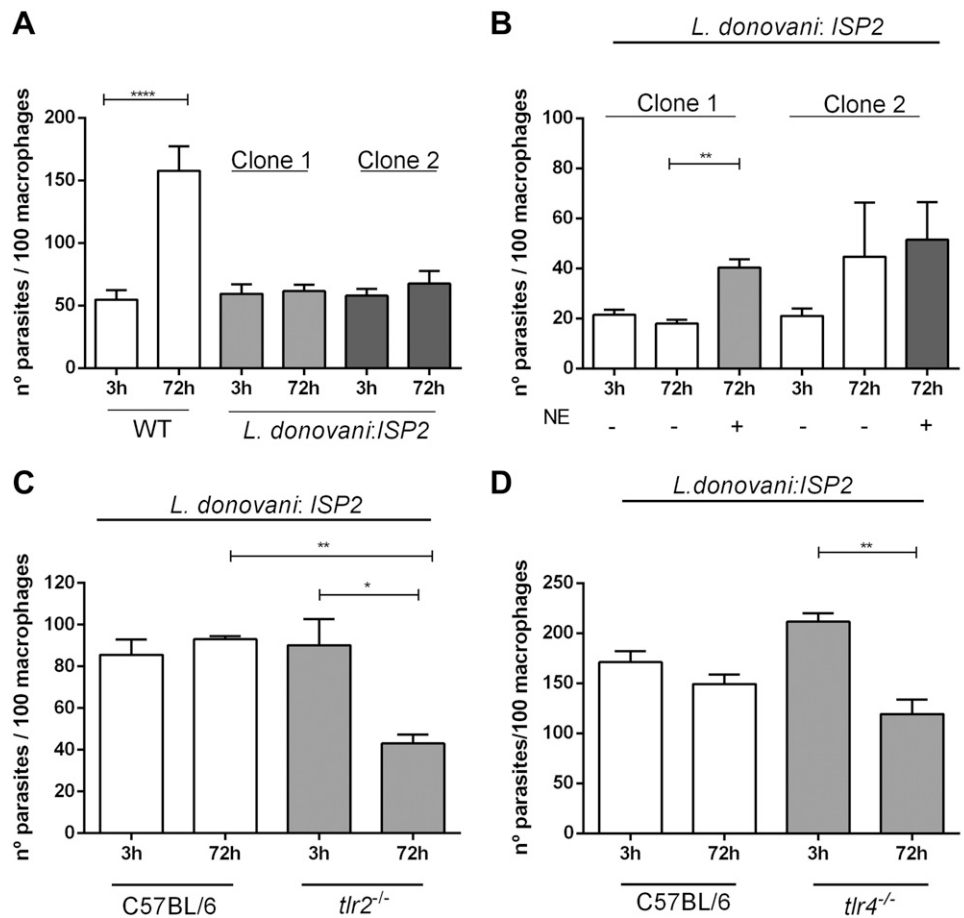 A
nº parasites / 100 macrophages
200
150
100
50
0
****
Clone 1 Clone 2
3h 72h 3h 72h 3h 72h
WT L. donovani:ISP2
B
L. donovani: ISP2
nº parasites / 100 macrophages
100
80
60
40
20
0
Clone 1 Clone 2
**
3h 72h 72h 3h 72h 72h
NE - - + - - +
C
L. donovani: ISP2
nº parasites / 100 macrophages
120
100
80
60
40
20
0
**
*
3h 72h 3h 72h
C57BL/6 tlr2-/-
D
L.donovani:ISP2
nº parasites/100 macrophages
250
200
150
100
50
0
**
3h 72h 3h 72h
C57BL/6 tlr4-/-